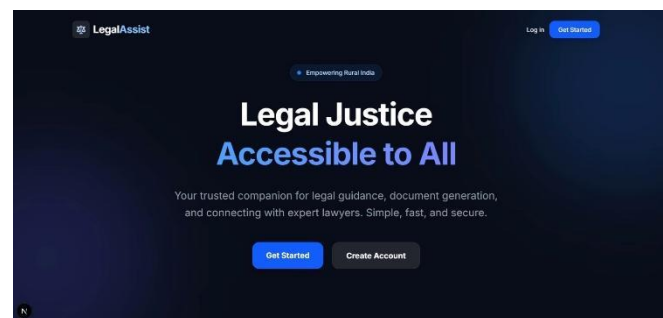 LegalAssist
Log in
Get Started
Empowering Rural India
Legal Justice
Accessible to All
Your trusted companion for legal guidance, document generation,
and connecting with expert lawyers. Simple, fast, and secure.
Get Started
Create Account
N